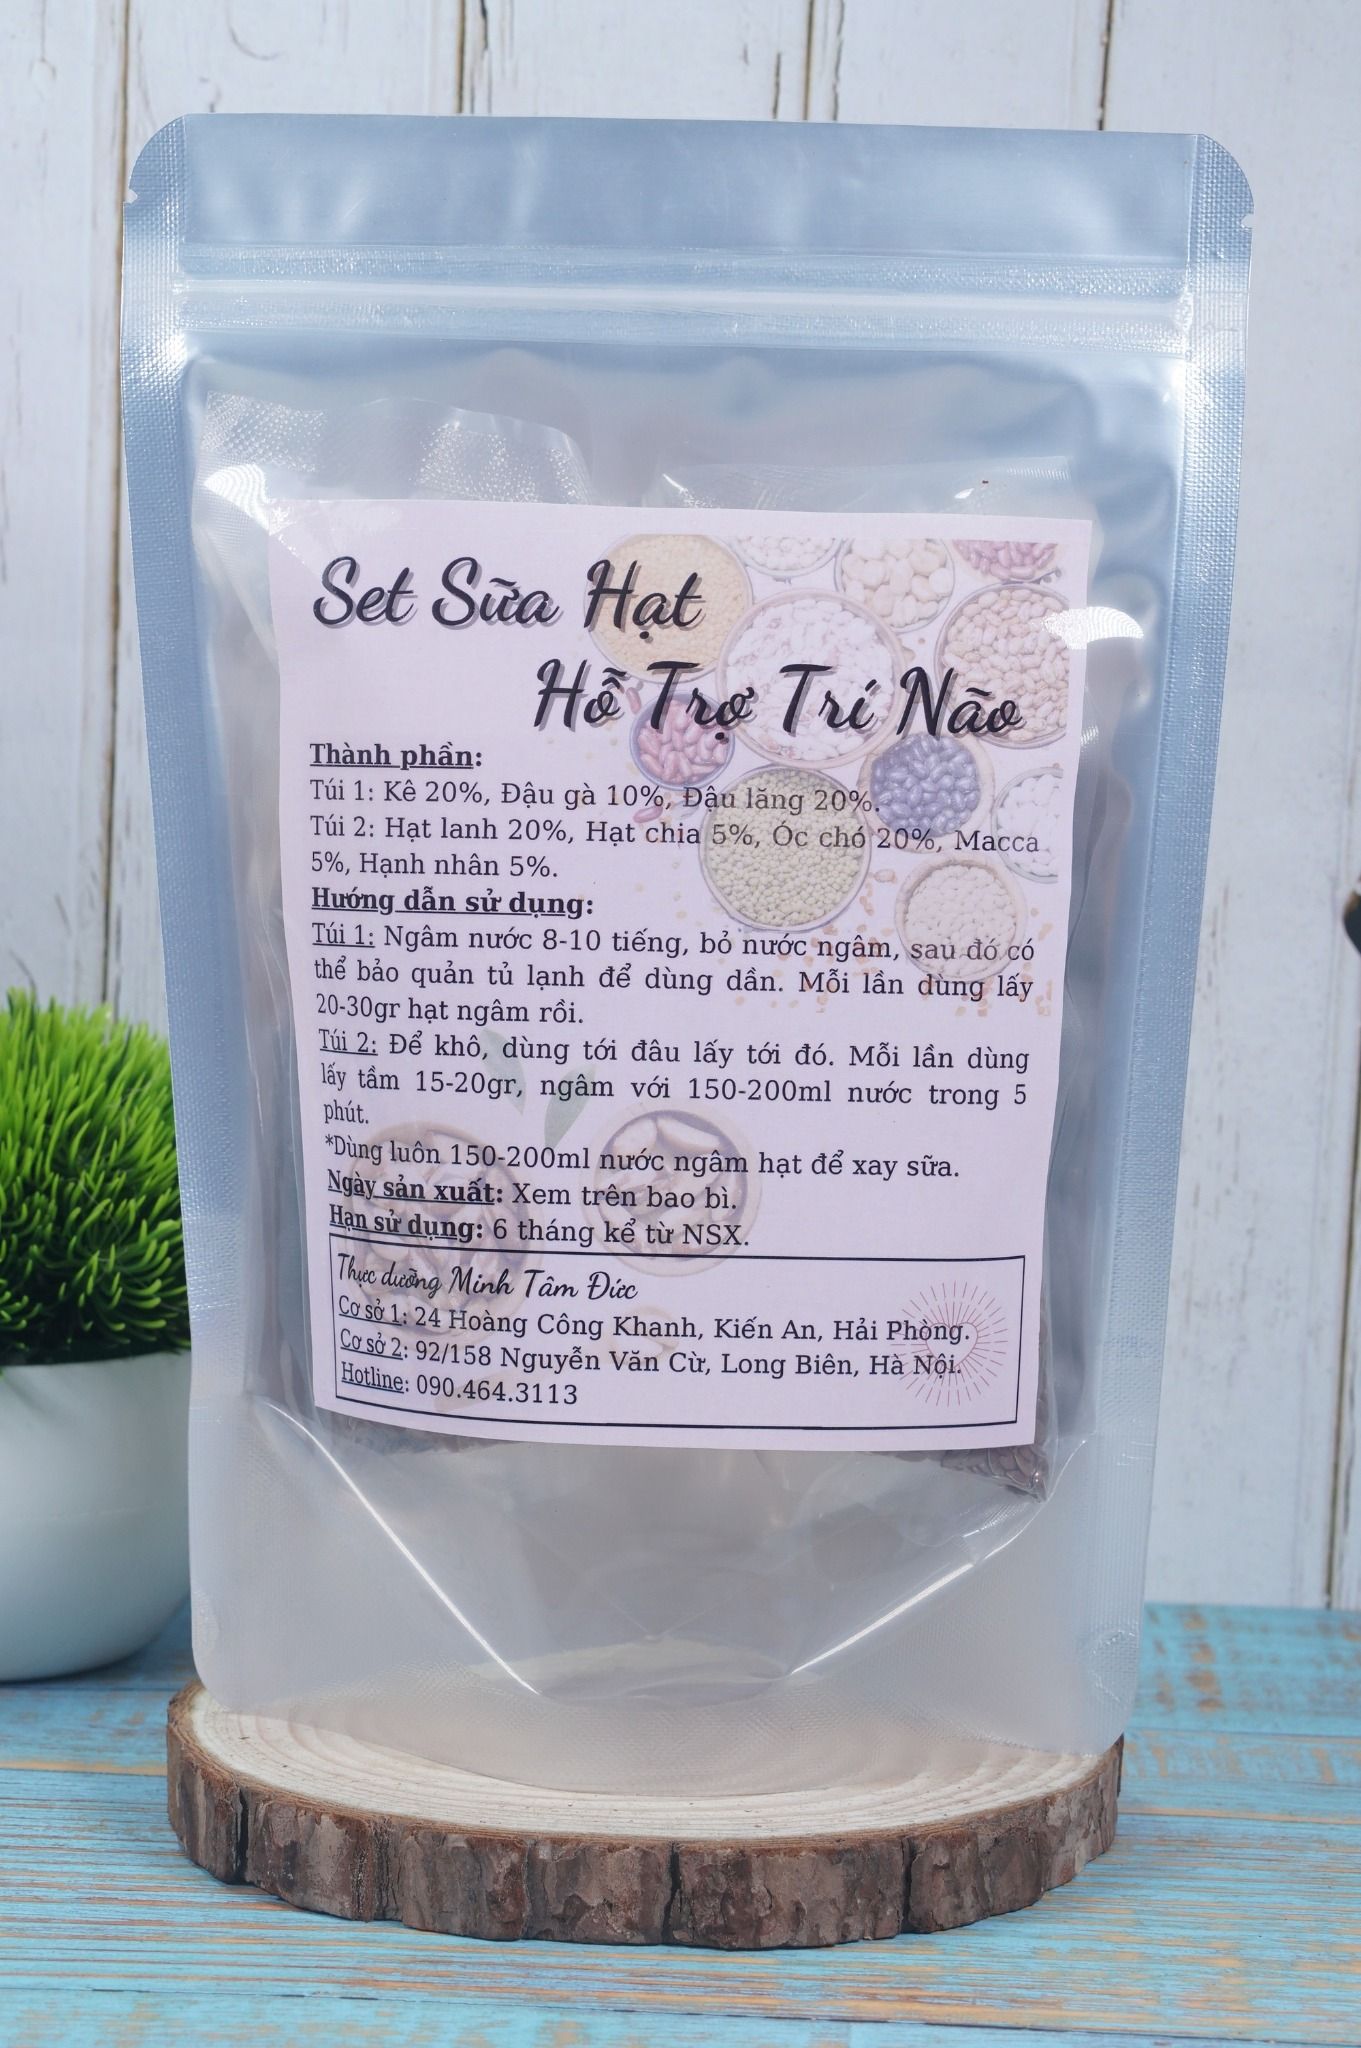 Set Sữa Hạt
Hỗ Trợ Trí Não
Thành phần:
Túi 1: Kê 20%, Đậu gà 10%, Đậu lăng 20%.
Túi 2: Hạt lanh 20%, Hạt chia 5%, Óc chó 20%, Macca
5%, Hạnh nhân 5%.
Hướng dẫn sử dụng:
Túi 1: Ngâm nước 8-10 tiếng, bỏ nước ngâm, sau đó có
thể bảo quản tủ lạnh để dùng dần. Mỗi lần dùng lấy
20-30gr hạt ngâm rồi.
Túi 2: Để khô, dùng tới đâu lấy tới đó. Mỗi lần dùng
lấy tầm 15-20gr, ngâm với 150-200ml nước trong 5
phút.
*Dùng luôn 150-200ml nước ngâm hạt để xay sữa.
Ngày sản xuất: Xem trên bao bì.
Hạn sử dụng: 6 tháng kể từ NSX.
Thực dưỡng Minh Tâm Đức
Cơ sở 1: 24 Hoàng Công Khanh, Kiến An, Hải Phòng.
Cơ sở 2: 92/158 Nguyễn Văn Cừ, Long Biên, Hà Nội.
Hotline: 090.464.3113